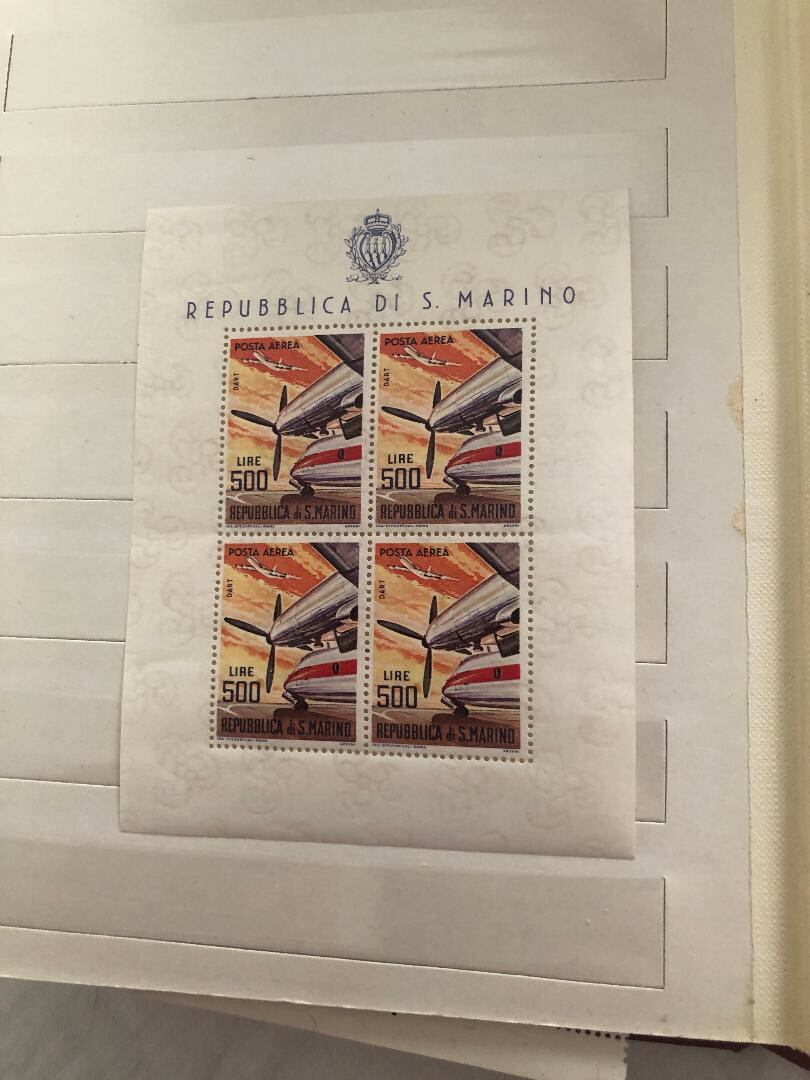 REPUBBLICA DI S. MARINO
POSTA AEREA
DART
LIRE
500
REPUBBLICA di S. MARINO
POSTA AEREA
DART
LIRE
500
REPUBBLICA di S. MARINO
POSTA AEREA
DART
LIRE
500
REPUBBLICA di S. MARINO
POSTA AEREA
DART
LIRE
500
REPUBBLICA di S. MARINO